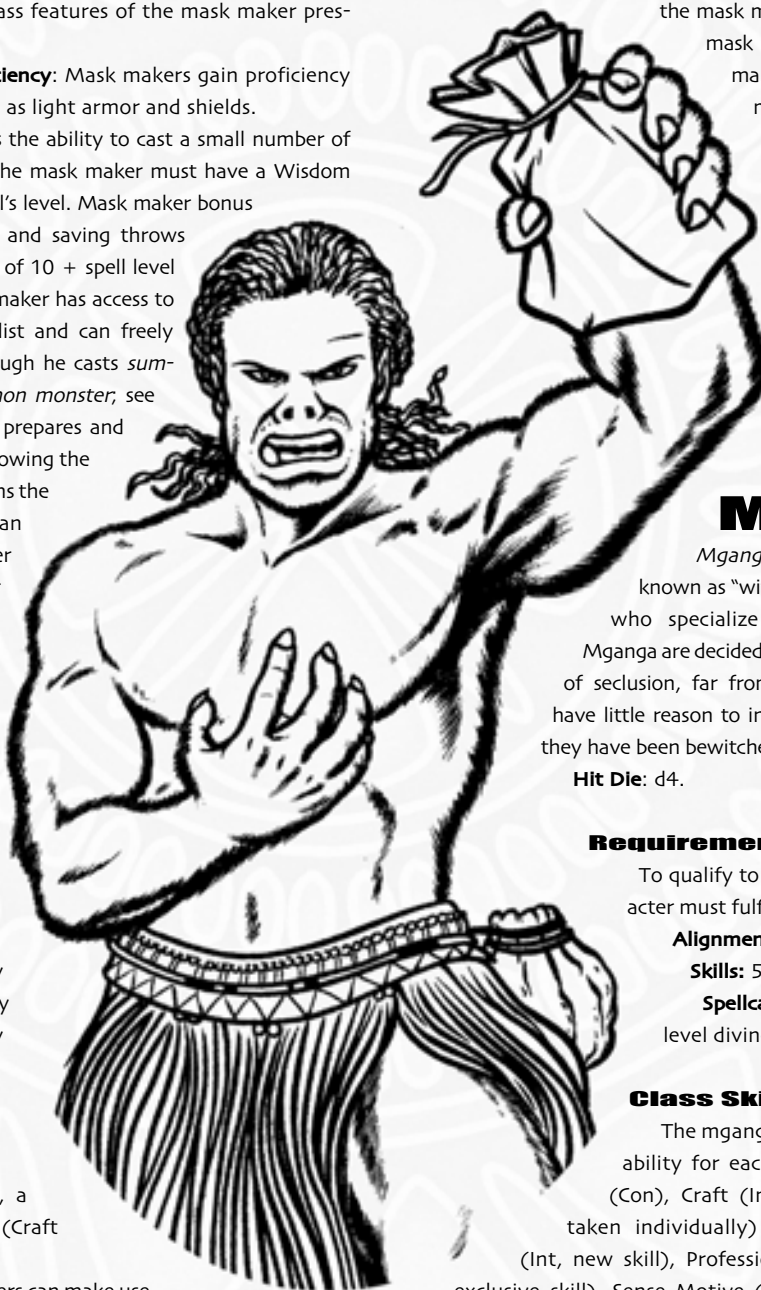 ass features of the mask maker pres-
iency: Mask makers gain proficiency
as light armor and shields.
s the ability to cast a small number of
he mask maker must have a Wisdom
l's level. Mask maker bonus
and saving throws
of 10 + spell level
maker has access to
list and can freely
ugh he casts sum-
non monster; see
prepares and
owing the
ns the
an
er
y
y
y
, a
(Craft
ers can make use
the mask m
mask
ma
M
Mgang
known as "wi
who specialize
Mganga are decided
of seclusion, far fron
have little reason to in
they have been bewitche
Hit Die: d4.
Requiremer
To qualify to
acter must fulf
Alignmen
Skills: 5
Spellca
level divin
Class Ski
The mgang
ability for eac
(Con), Craft (In
taken individually)
(Int, new skill), Professi
exclusive skill), Sense Motive (